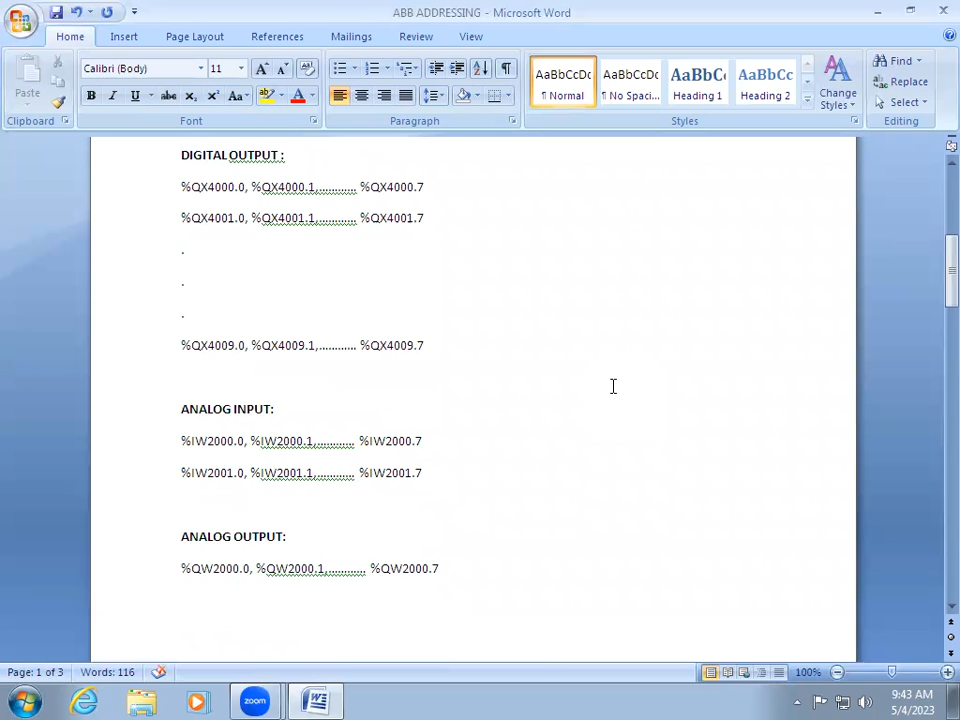 ABB ADDRESSING - Microsoft Word
Home Insert Page Layout References Mailings Review View
Paste
Calibri (Body) 11
AaBbCcDc AaBbCcDc AaBbC AaBbCc
¶ Normal ¶ No Spaci... Heading 1 Heading 2
Change Styles
Find
Replace
Select
Clipboard Font Paragraph Styles Editing
DIGITAL OUTPUT :
%QX4000.0, %QX4000.1,............ %QX4000.7
%QX4001.0, %QX4001.1,............ %QX4001.7
.
.
.
%QX4009.0, %QX4009.1,............ %QX4009.7
ANALOG INPUT:
%IW2000.0, %IW2000.1,............ %IW2000.7
%IW2001.0, %IW2001.1,............ %IW2001.7
ANALOG OUTPUT:
%QW2000.0, %QW2000.1,............ %QW2000.7
Page: 1 of 3 Words: 116 100%
zoom
9:43 AM
5/4/2023